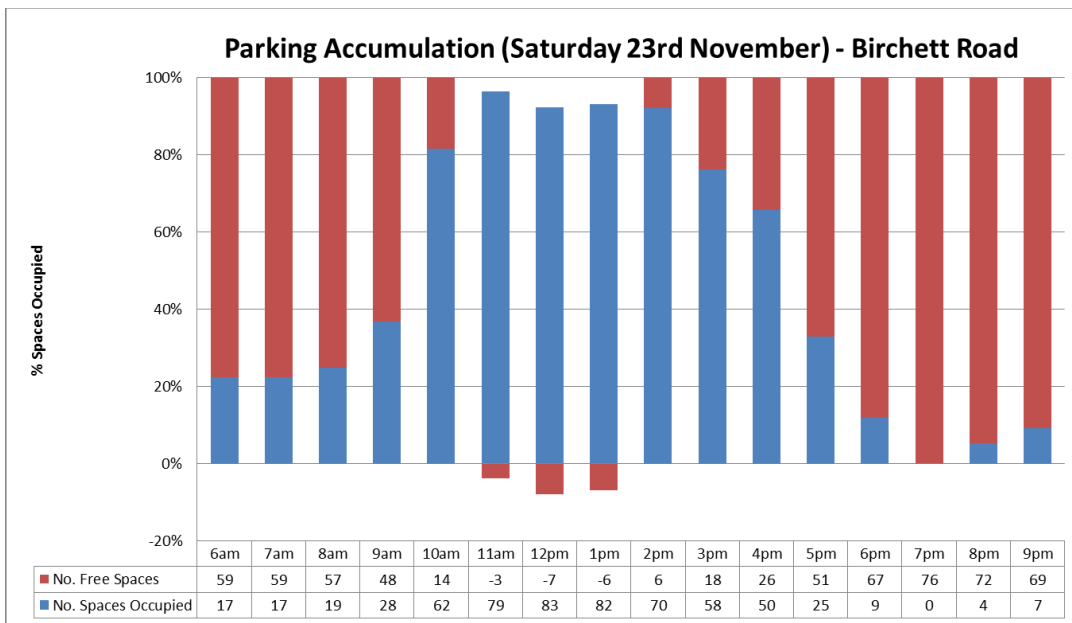 Parking Accumulation (Saturday 23rd November) - Birchett Road
% Spaces Occupied
100%
80%
60%
40%
20%
0%
-20%
6am 7am 8am 9am 10am 11am 12pm 1pm 2pm 3pm 4pm 5pm 6pm 7pm 8pm 9pm
No. Free Spaces 59 59 57 48 14 -3 -7 -6 6 18 26 51 67 76 72 69
No. Spaces Occupied 17 17 19 28 62 79 83 82 70 58 50 25 9 0 4 7